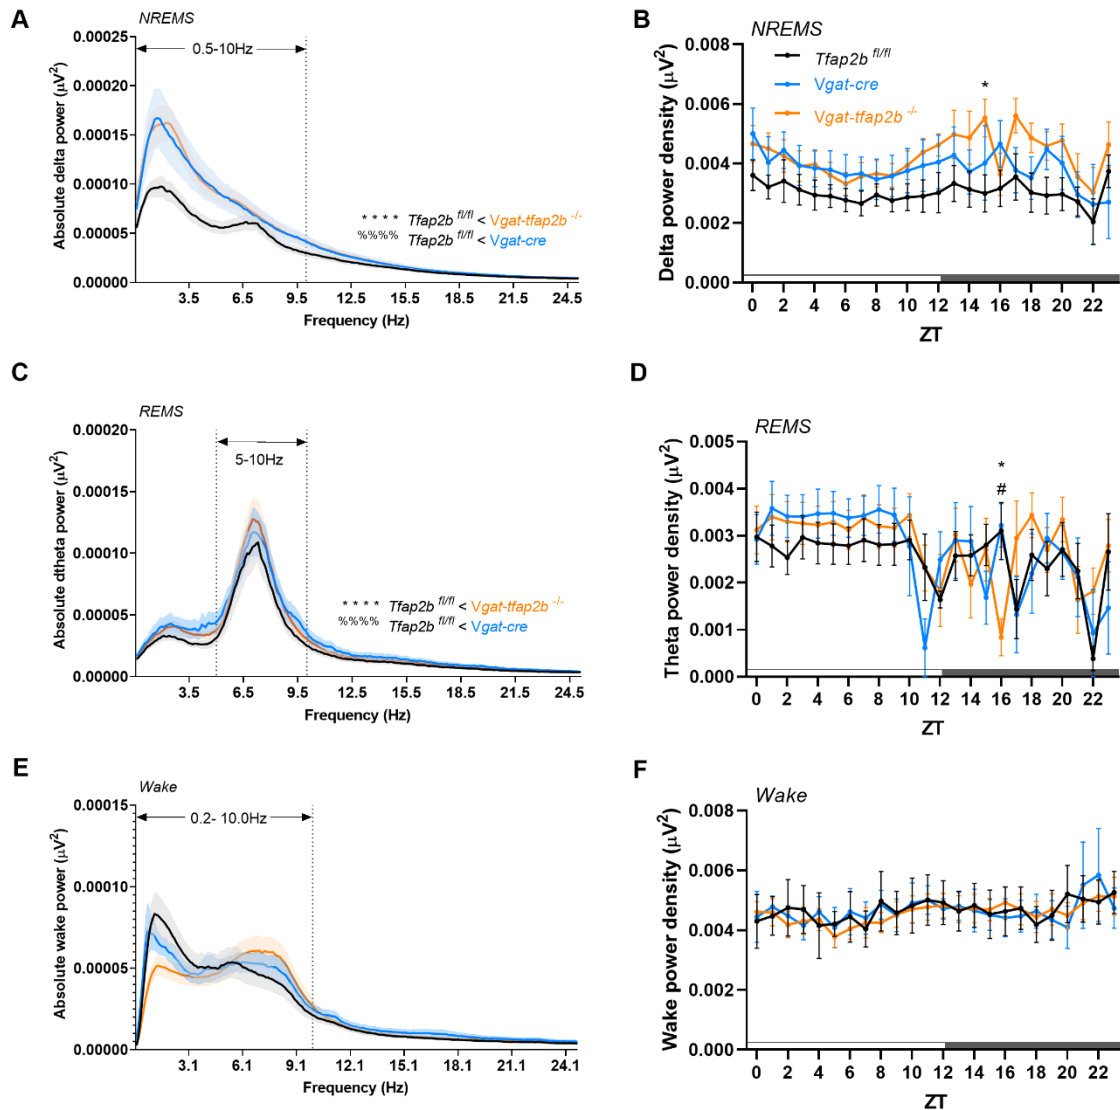 A
NREMS
0.00025
0.00020
0.00015
0.00010
0.00005
0.00000
0.5-10Hz
Absolute delta power (µV²)
* * * * Tfap2b fl/fl < Vgat-tfap2b -/-
%%%% Tfap2b fl/fl < Vgat-cre
3.5 6.5 9.5 12.5 15.5 18.5 21.5 24.5
Frequency (Hz)
B
NREMS
0.008
0.006
0.004
0.002
0.000
Delta power density (µV²)
Tfap2b fl/fl
Vgat-cre
Vgat-tfap2b -/-
*
0 2 4 6 8 10 12 14 16 18 20 22
ZT
C
REMS
0.00020
0.00015
0.00010
0.00005
0.00000
5-10Hz
Absolute dtheta power (µV²)
* * * * Tfap2b fl/fl < Vgat-tfap2b -/-
%%%% Tfap2b fl/fl < Vgat-cre
3.5 6.5 9.5 12.5 15.5 18.5 21.5 24.5
Frequency (Hz)
D
REMS
0.005
0.004
0.003
0.002
0.001
0.000
Theta power density (µV²)
*
#
0 2 4 6 8 10 12 14 16 18 20 22
ZT
E
Wake
0.00015
0.00010
0.00005
0.00000
0.2- 10.0Hz
Absolute wake power (µV²)
3.1 6.1 9.1 12.1 15.1 18.1 21.1 24.1
Frequency (Hz)
F
Wake
0.008
0.006
0.004
0.002
0.000
Wake power density (µV²)
0 2 4 6 8 10 12 14 16 18 20 22
ZT